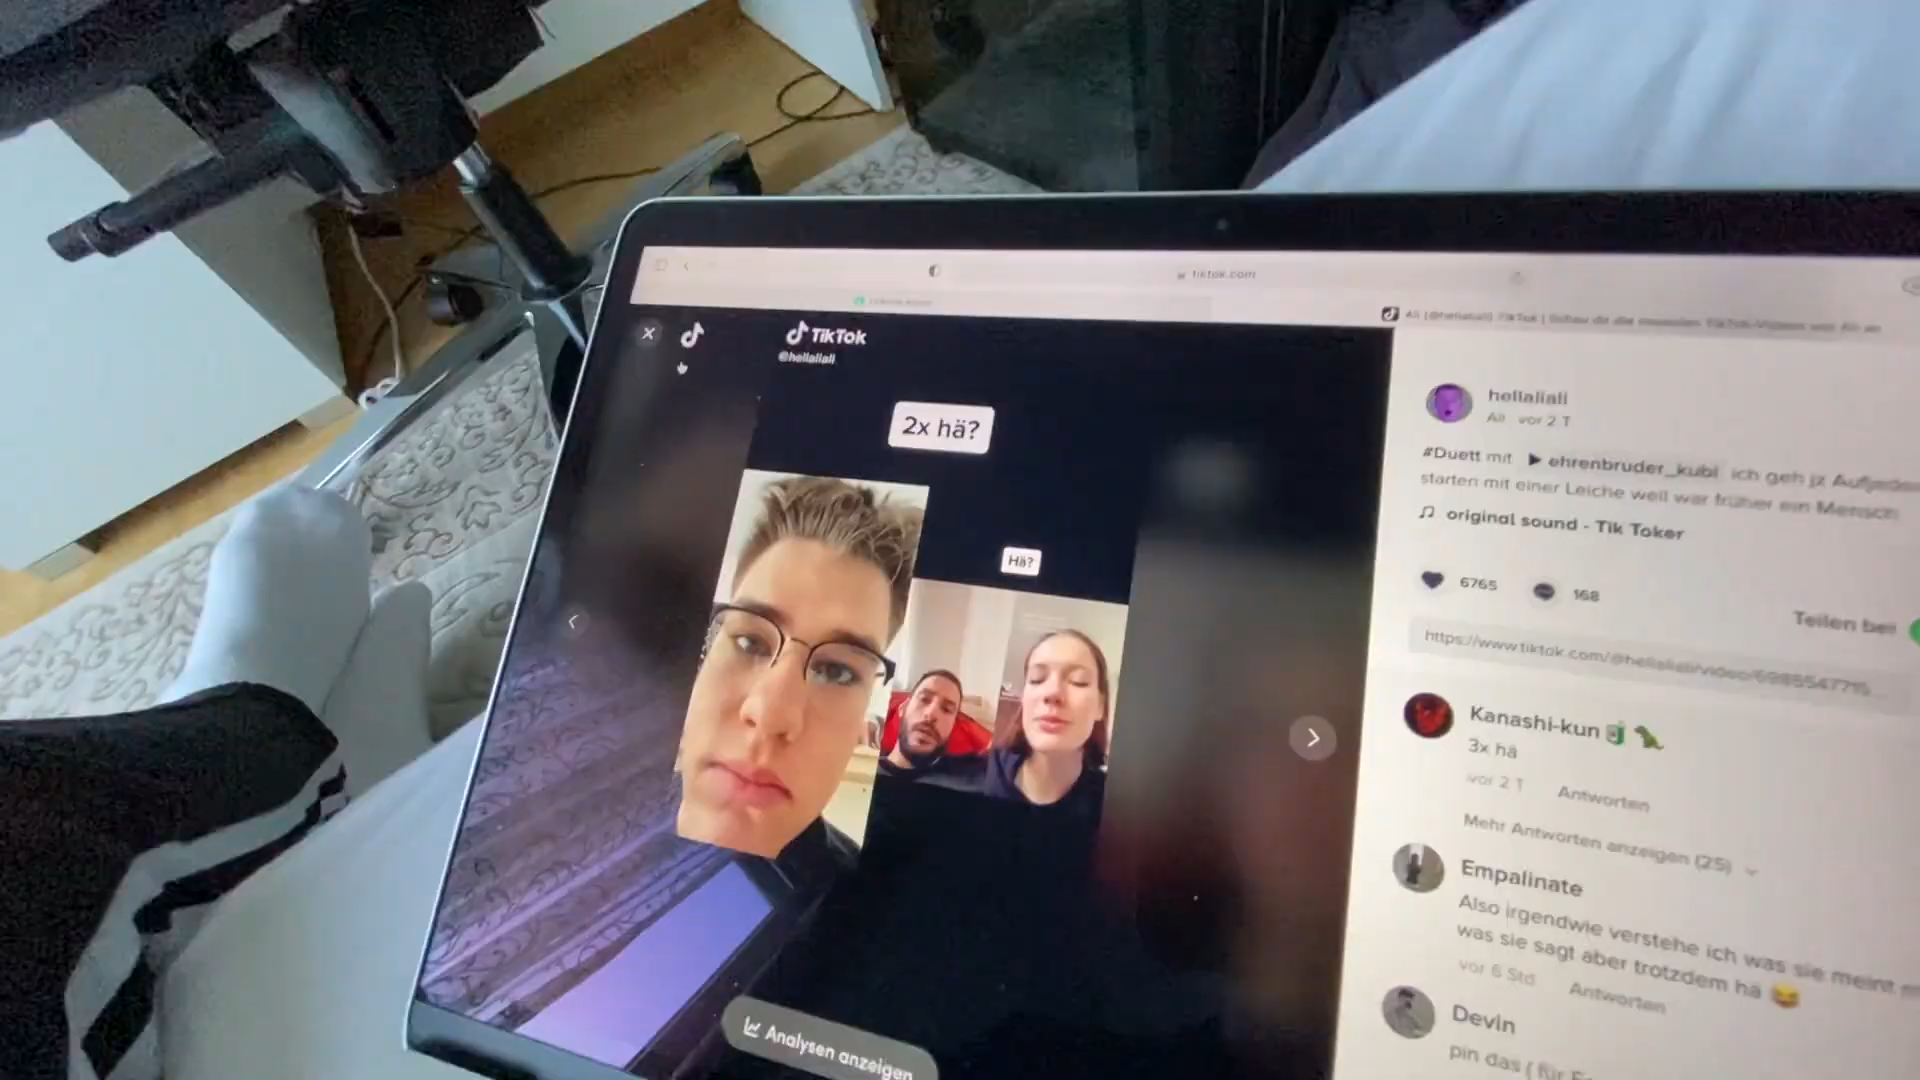 tiktok.com
TikTok
@hellaliali
2x hä?
Hä?
Analysen anzeigen
hellaliali
Ali vor 2 T
#Duett mit ▶ ehrenbruder_kubi ich geh jz
starten mit einer Leiche weil war früher ein Mensch
original sound - Tik Toker
6765 168
Teilen bei
https://www.tiktok.com/@hellaliali/video/
Kanashi-kun
3x hä
vor 2 T Antworten
Mehr Antworten anzeigen (25)
Empalinate
Also irgendwie verstehe ich was sie meint
was sie sagt aber trotzdem hä 😂
vor 6 Std Antworten
Devin
pin das ( für